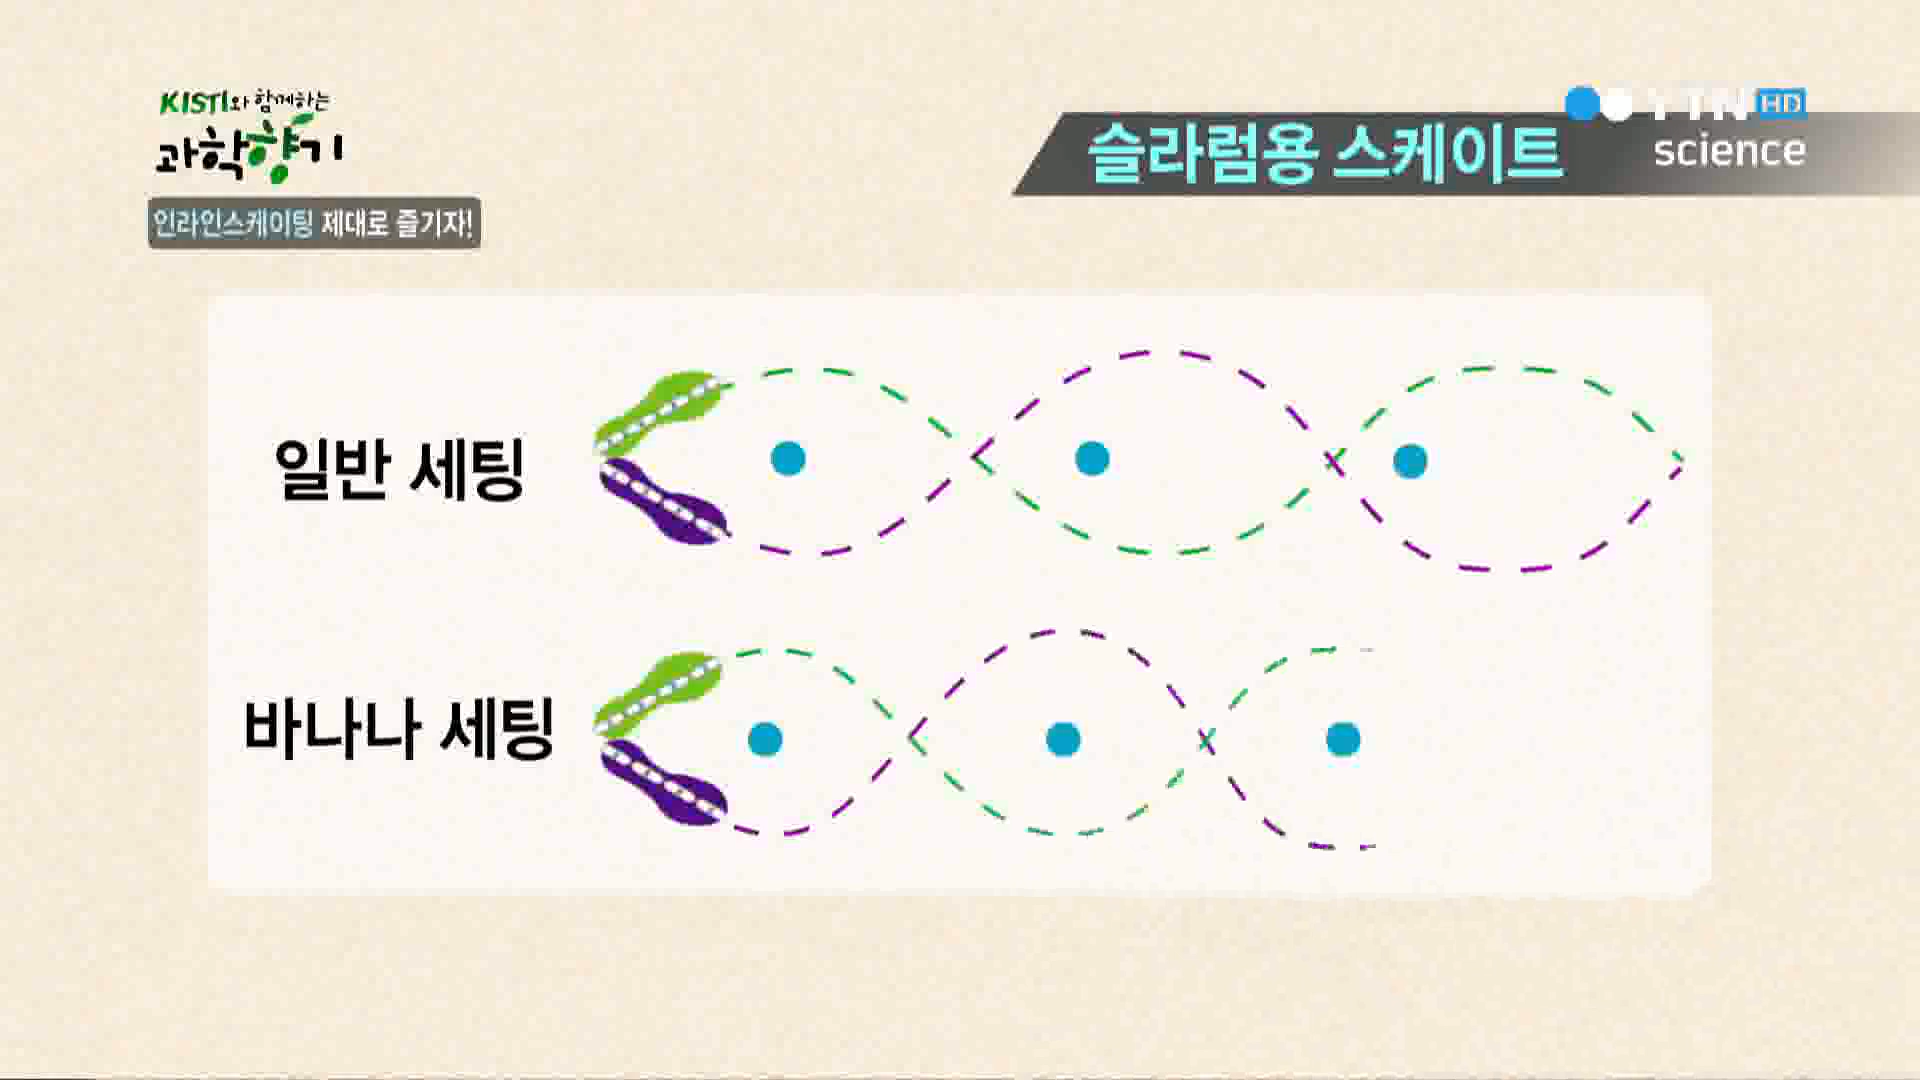 KISTI와 함께하는
과학향기
인라인스케이팅 제대로 즐기자!
슬라럼용 스케이트
YTN HD
science
일반 세팅
바나나 세팅